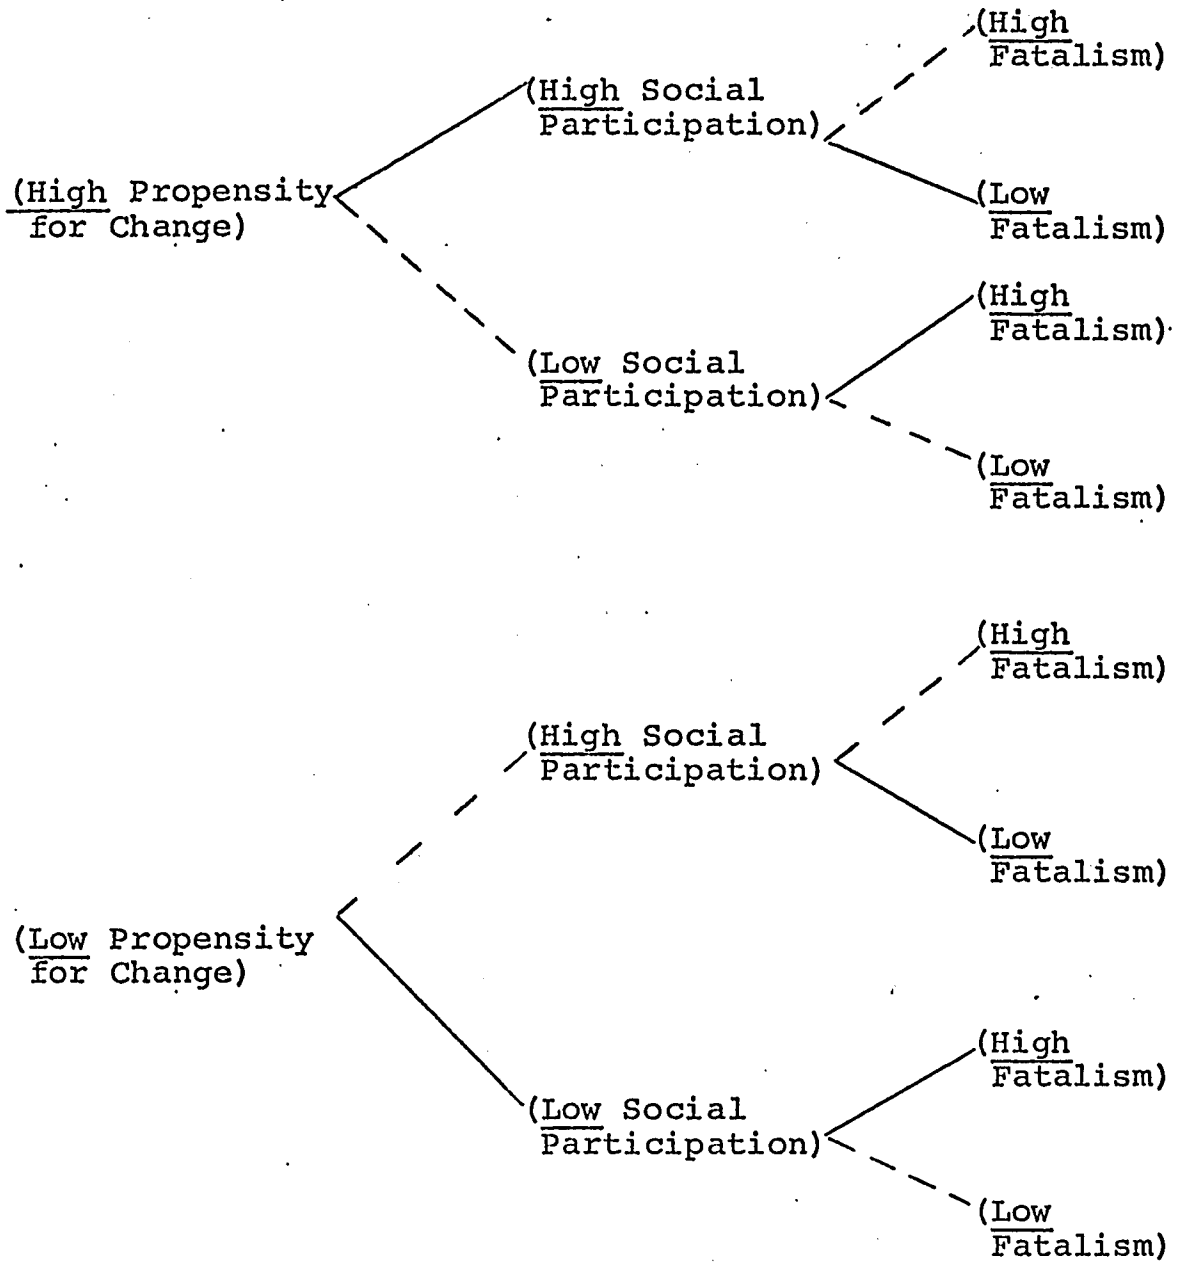 (High
Fatalism)
(High Social
Participation)
(High Propensity
for Change)
(Low
Fatalism)
(High
Fatalism)
(Low Social
Participation)
(Low
Fatalism)
(High
Fatalism)
(High Social
Participation)
(Low
Fatalism)
(Low Propensity
for Change)
(High
Fatalism)
(Low Social
Participation)
(Low
Fatalism)